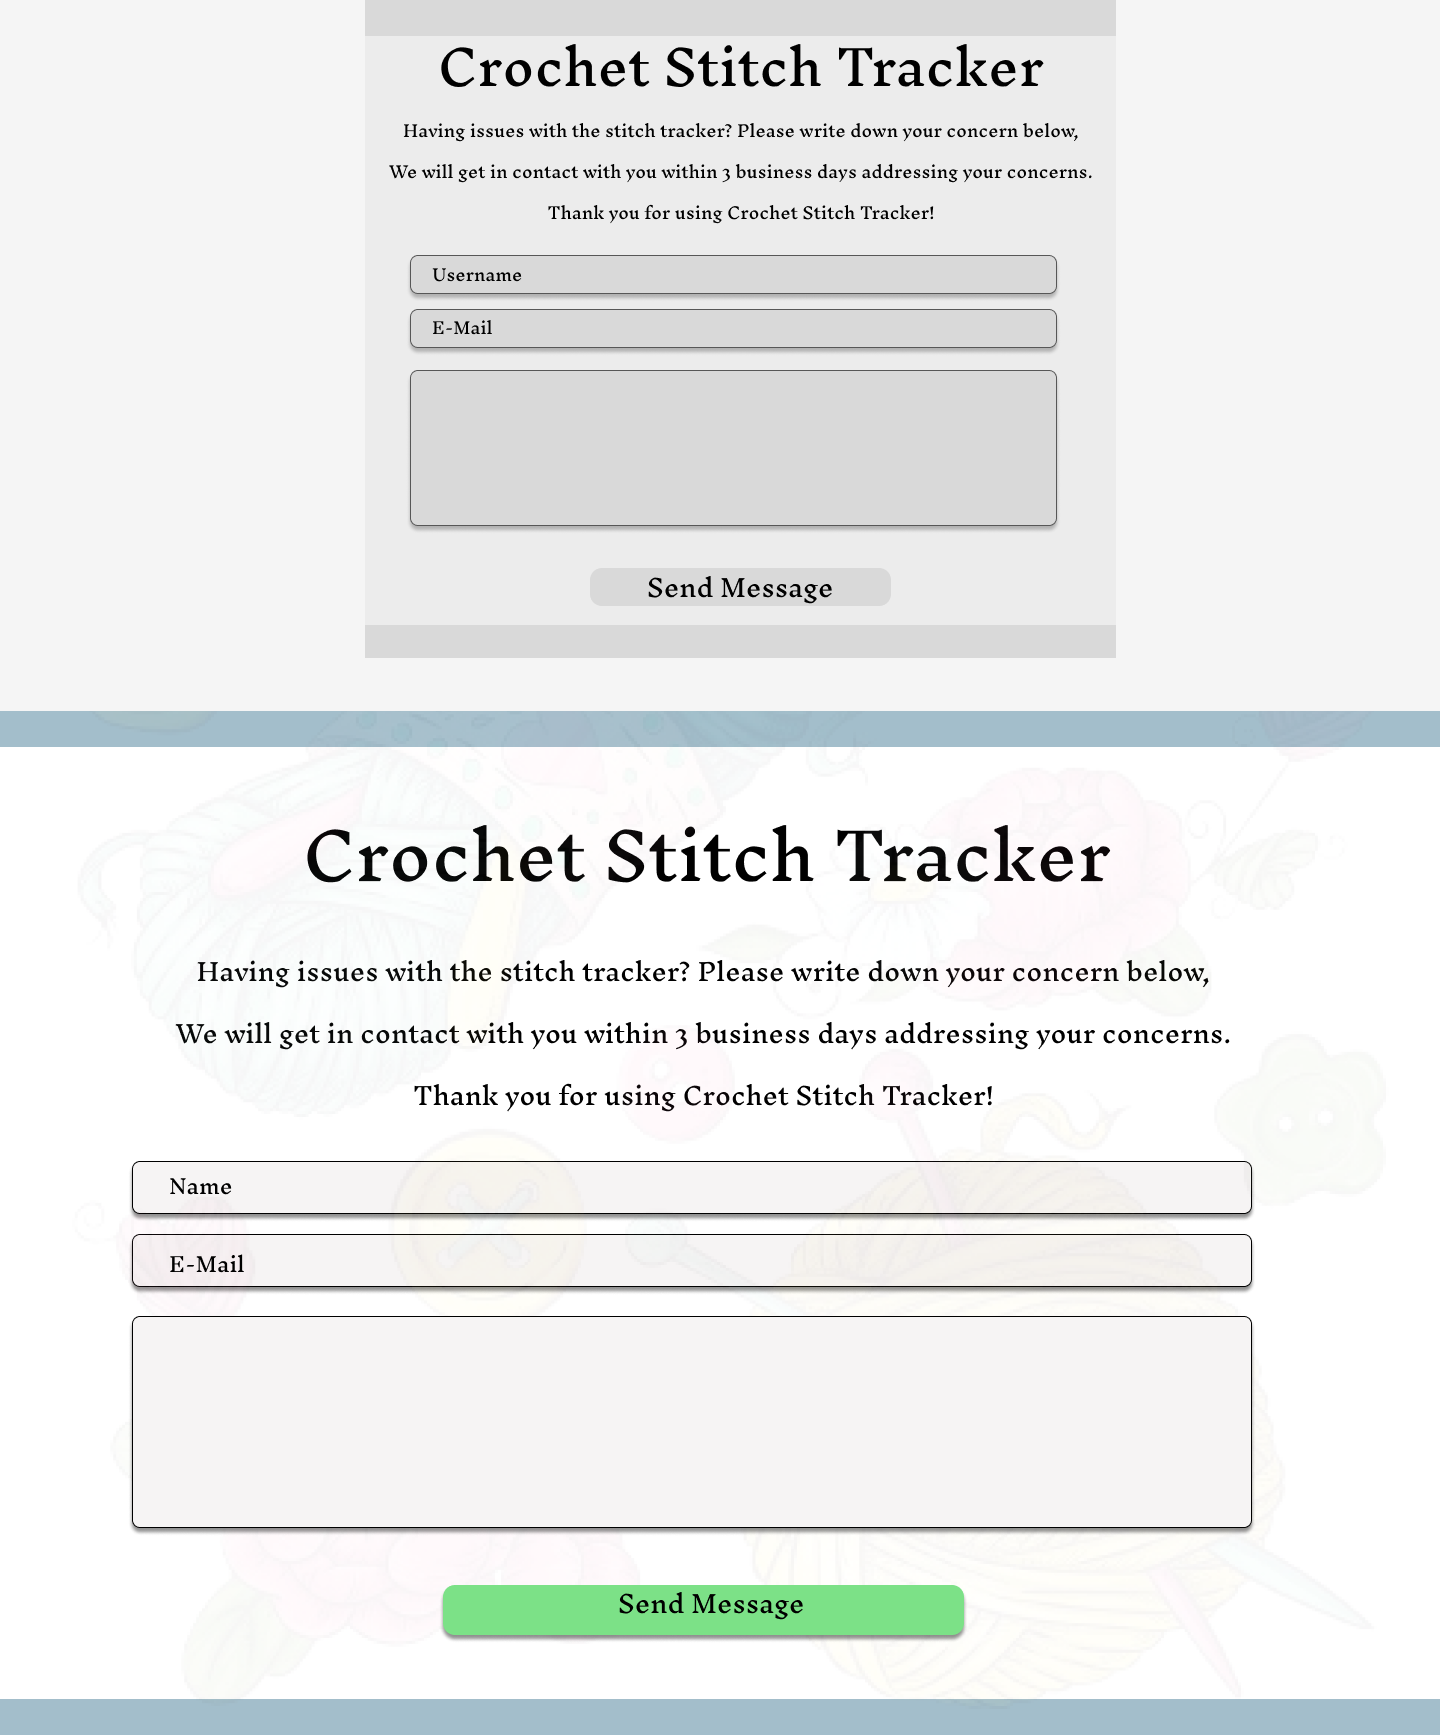 Crochet Stitch Tracker
Having issues with the stitch tracker? Please write down your concern below,
We will get in contact with you within 3 business days addressing your concerns.
Thank you for using Crochet Stitch Tracker!
Username
E-Mail
Send Message
Crochet Stitch Tracker
Having issues with the stitch tracker? Please write down your concern below,
We will get in contact with you within 3 business days addressing your concerns.
Thank you for using Crochet Stitch Tracker!
Name
E-Mail
Send Message